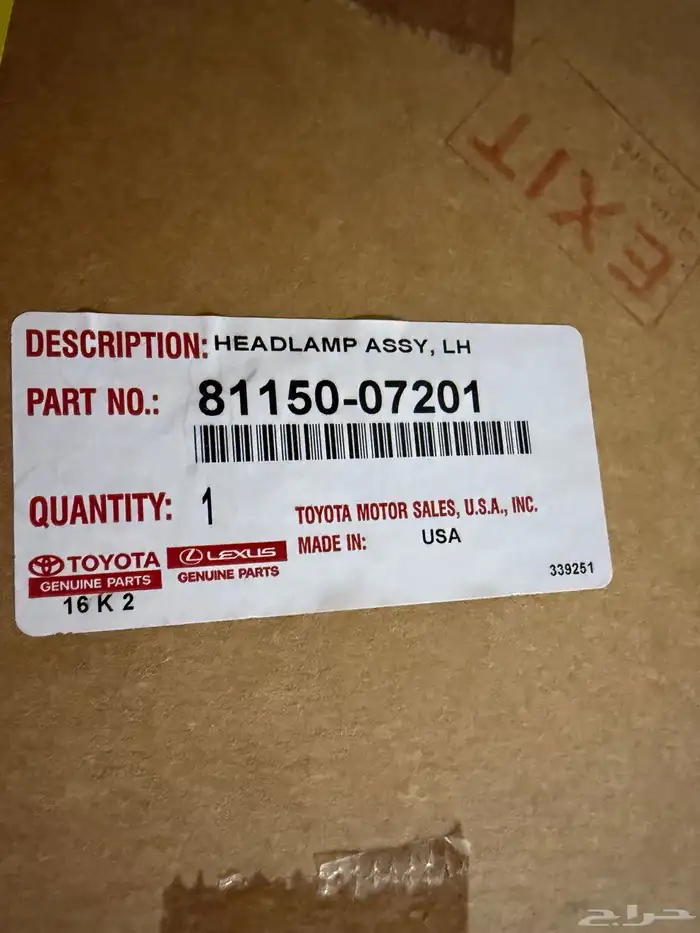 EXIT
DESCRIPTION: HEADLAMP ASSY, LH
PART NO.: 81150-07201
QUANTITY: 1
TOYOTA MOTOR SALES, U.S.A., INC.
MADE IN: USA
TOYOTA
GENUINE PARTS
LEXUS
GENUINE PARTS
16 K 2
339251
حراج